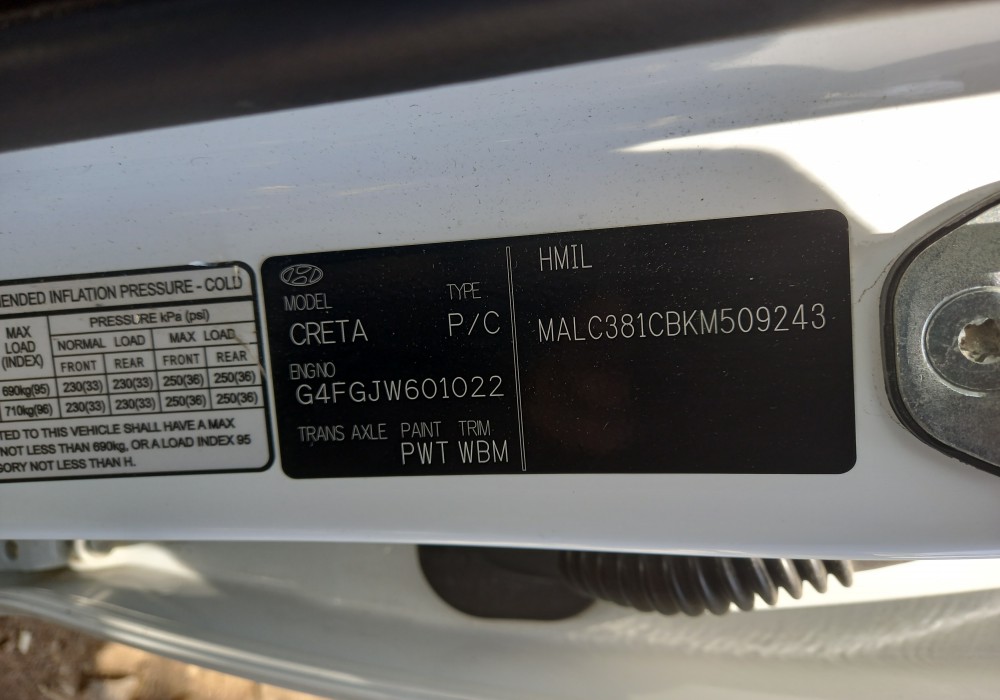 ENDED INFLATION PRESSURE - COLD
MAX LOAD (INDEX)
PRESSURE kPa (psi)
NORMAL LOAD MAX LOAD
FRONT REAR FRONT REAR
690kg(95) 230(33) 230(33) 250(36) 250(36)
710kg(96) 230(33) 230(33) 250(36) 250(36)
TED TO THIS VEHICLE SHALL HAVE A MAX
NOT LESS THAN 690kg, OR A LOAD INDEX 95
GORY NOT LESS THAN H.
MODEL TYPE
CRETA P/C
ENG NO
G4FGJW601022
TRANS AXLE PAINT TRIM
PWT WBM
HMIL
MALC381CBKM509243